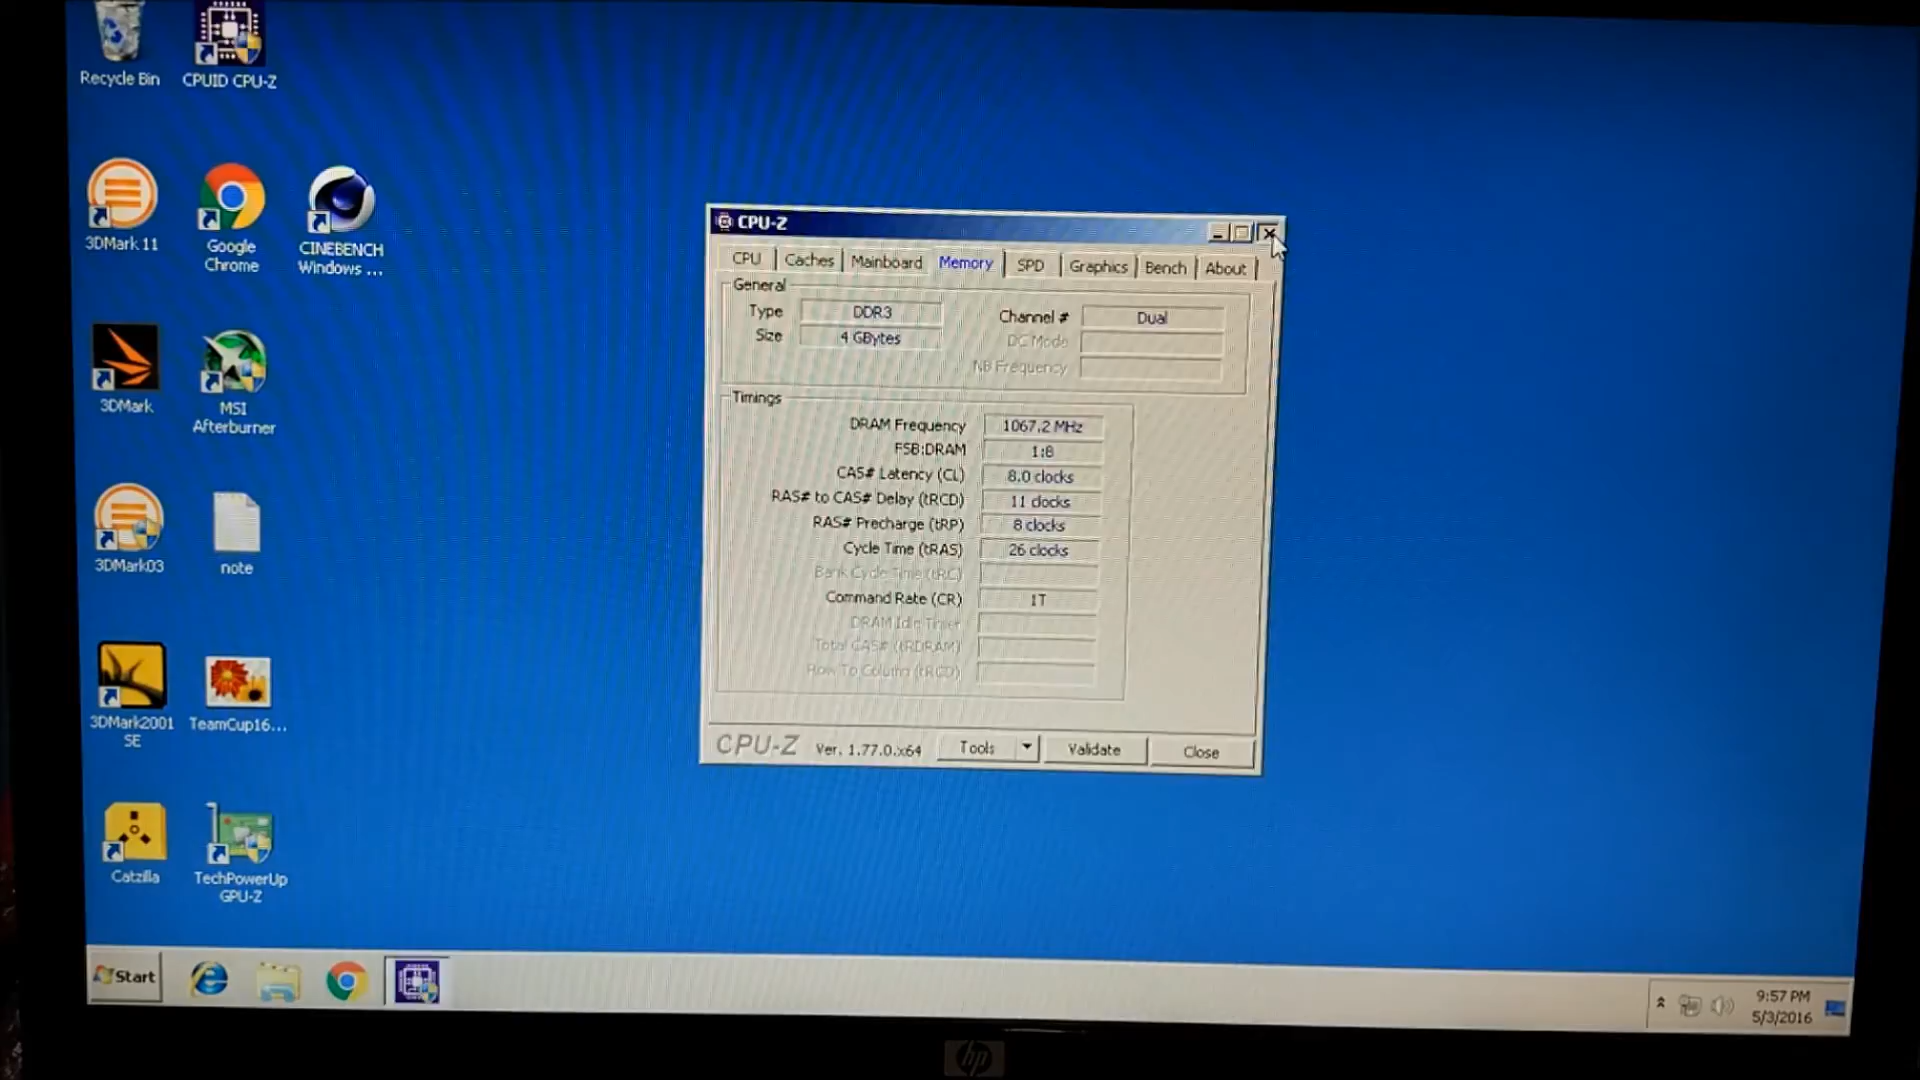 Recycle Bin
CPUID CPU-Z
3DMark 11
Google
Chrome
CINEBENCH
Windows ...
3DMark
MSI
Afterburner
3DMark03
note
3DMark2001
SE
TeamCup16...
Catzilla
TechPowerUp
GPU-Z
CPU-Z
CPU Caches Mainboard Memory SPD Graphics Bench About
General
Type DDR3 Channel # Dual
Size 4 GBytes DC Mode
NB Frequency
Timings
DRAM Frequency 1067.2 MHz
FSB:DRAM 1:8
CAS# Latency (CL) 8.0 clocks
RAS# to CAS# Delay (tRCD) 11 clocks
RAS# Precharge (tRP) 8 clocks
Cycle Time (tRAS) 26 clocks
Bank Cycle Time (tRC)
Command Rate (CR) 1T
DRAM Idle Timer
Total CAS# (tRDRAM)
Row To Column (tRCD)
CPU-Z Ver. 1.77.0.x64 Tools Validate Close
Start
9:57 PM
5/3/2016
hp